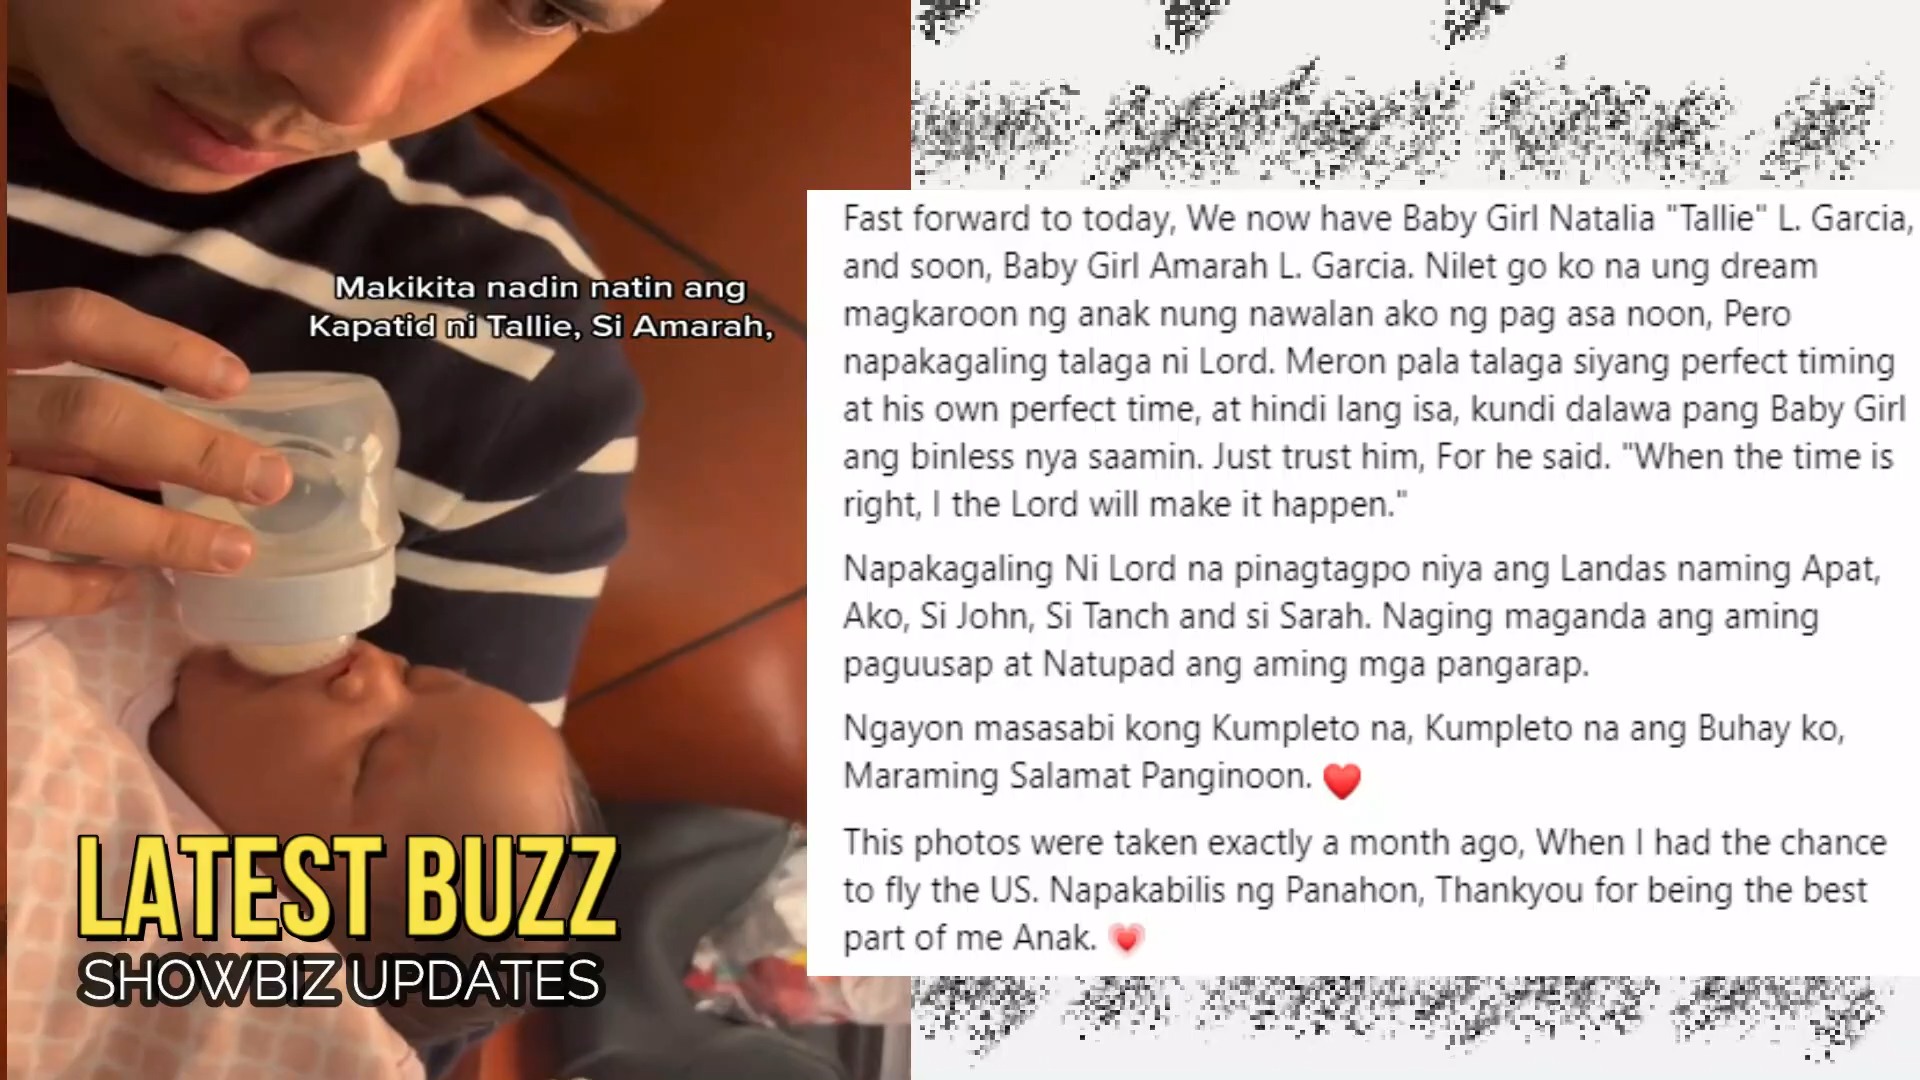 Makikita nadin natin ang
Kapatid ni Tallie, Si Amarah,
LATEST BUZZ
SHOWBIZ UPDATES
Fast forward to today, We now have Baby Girl Natalia "Tallie" L. Garcia,
and soon, Baby Girl Amarah L. Garcia. Nilet go ko na ung dream
magkaroon ng anak nung nawalan ako ng pag asa noon, Pero
napakagaling talaga ni Lord. Meron pala talaga siyang perfect timing
at his own perfect time, at hindi lang isa, kundi dalawa pang Baby Girl
ang binless nya saamin. Just trust him, For he said. "When the time is
right, I the Lord will make it happen."
Napakagaling Ni Lord na pinagtagpo niya ang Landas naming Apat,
Ako, Si John, Si Tanch and si Sarah. Naging maganda ang aming
paguusap at Natupad ang aming mga pangarap.
Ngayon masasabi kong Kumpleto na, Kumpleto na ang Buhay ko,
Maraming Salamat Panginoon. ❤️
This photos were taken exactly a month ago, When I had the chance
to fly the US. Napakabilis ng Panahon, Thankyou for being the best
part of me Anak. 💗